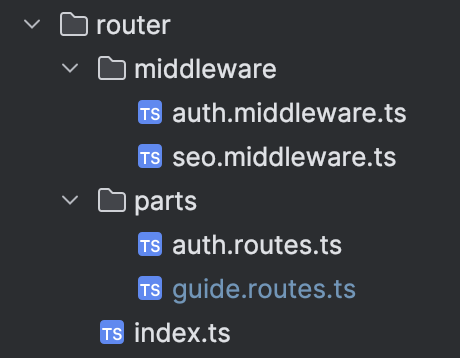 router
middleware
TS auth.middleware.ts
TS seo.middleware.ts
parts
TS auth.routes.ts
TS guide.routes.ts
TS index.ts